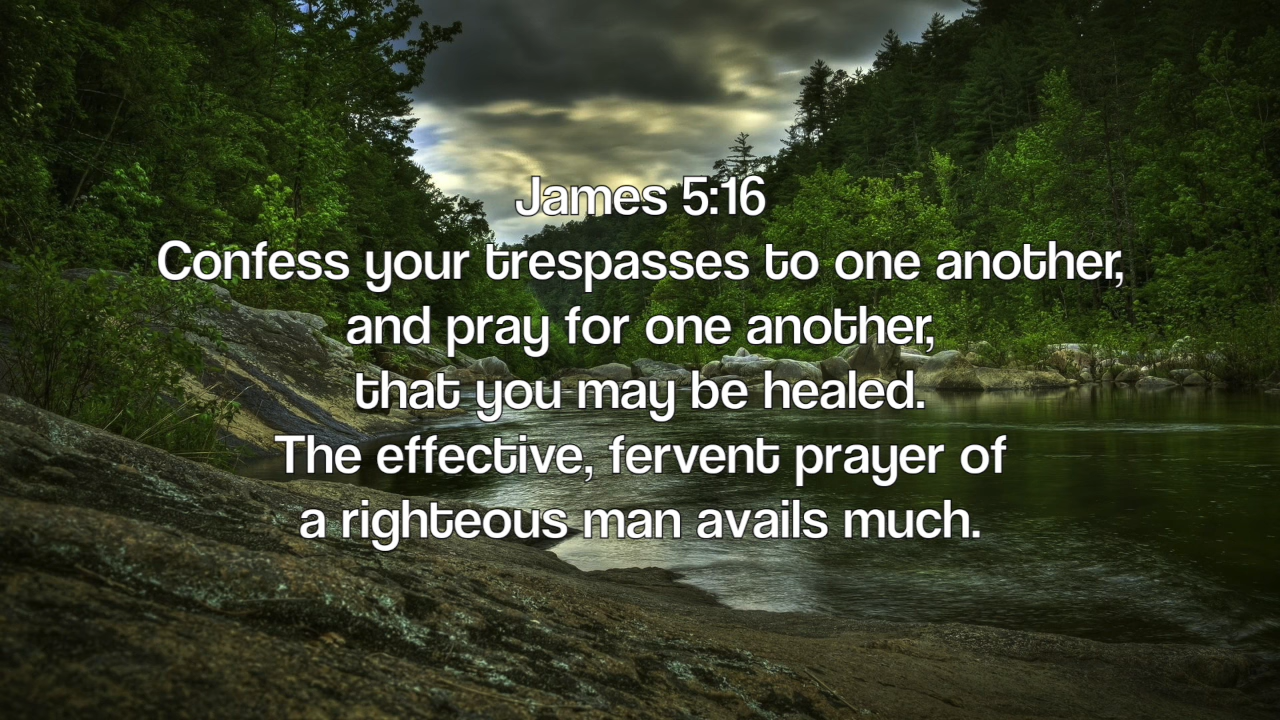 James 5:16
Confess your trespasses to one another,
and pray for one another,
that you may be healed.
The effective, fervent prayer of
a righteous man avails much.